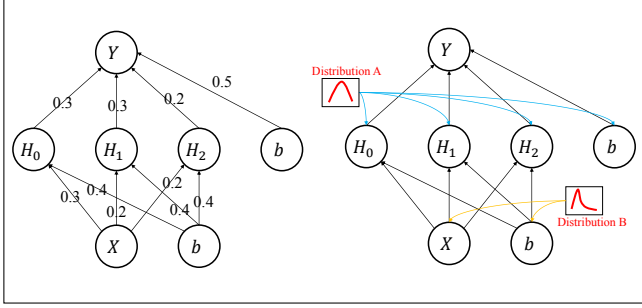 Y
0.5
0.3
0.3
0.2
H₀
H₁
H₂
b
0.4
0.2
0.3
0.2
0.4
0.4
X
b
Y
Distribution A
H₀
H₁
H₂
b
Distribution B
X
b